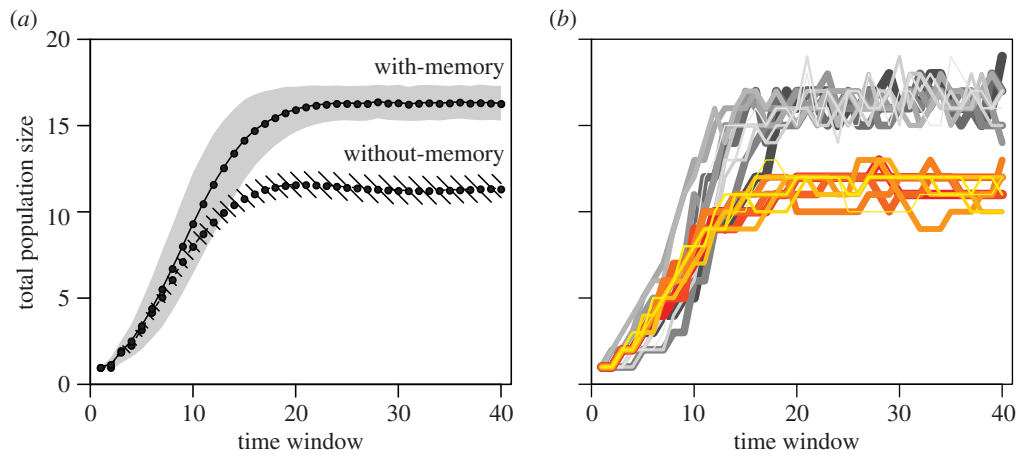 (a)
(b)
20
15
10
5
0
total population size
with-memory
without-memory
0 10 20 30 40
time window
0 10 20 30 40
time window